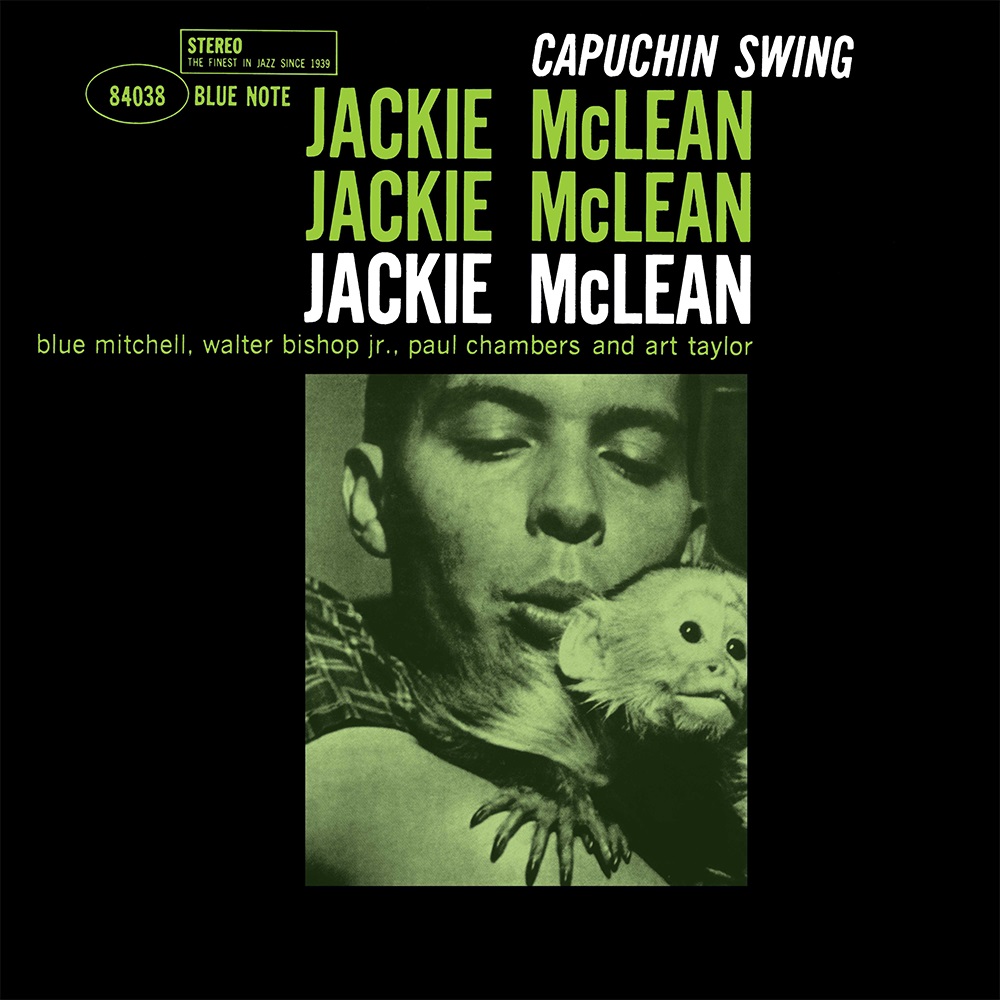 STEREO
THE FINEST IN JAZZ SINCE 1939
84038 BLUE NOTE
CAPUCHIN SWING
JACKIE McLEAN
JACKIE McLEAN
JACKIE McLEAN
blue mitchell, walter bishop jr., paul chambers and art taylor